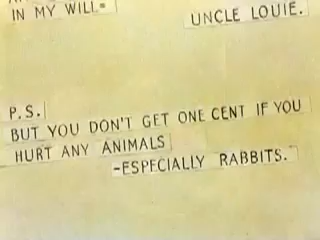 IN MY WILL=
UNCLE LOUIE.
P.S.
BUT YOU DON'T GET ONE CENT IF YOU
HURT ANY ANIMALS
-ESPECIALLY RABBITS.